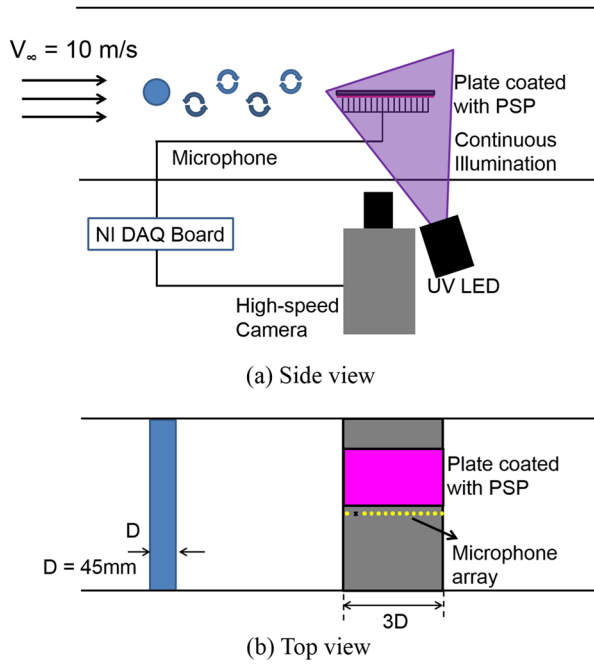 V∞ = 10 m/s
Plate coated
with PSP
Continuous
Illumination
Microphone
NI DAQ Board
UV LED
High-speed
Camera
(a) Side view
Plate coated
with PSP
D
D = 45mm
Microphone
array
3D
(b) Top view